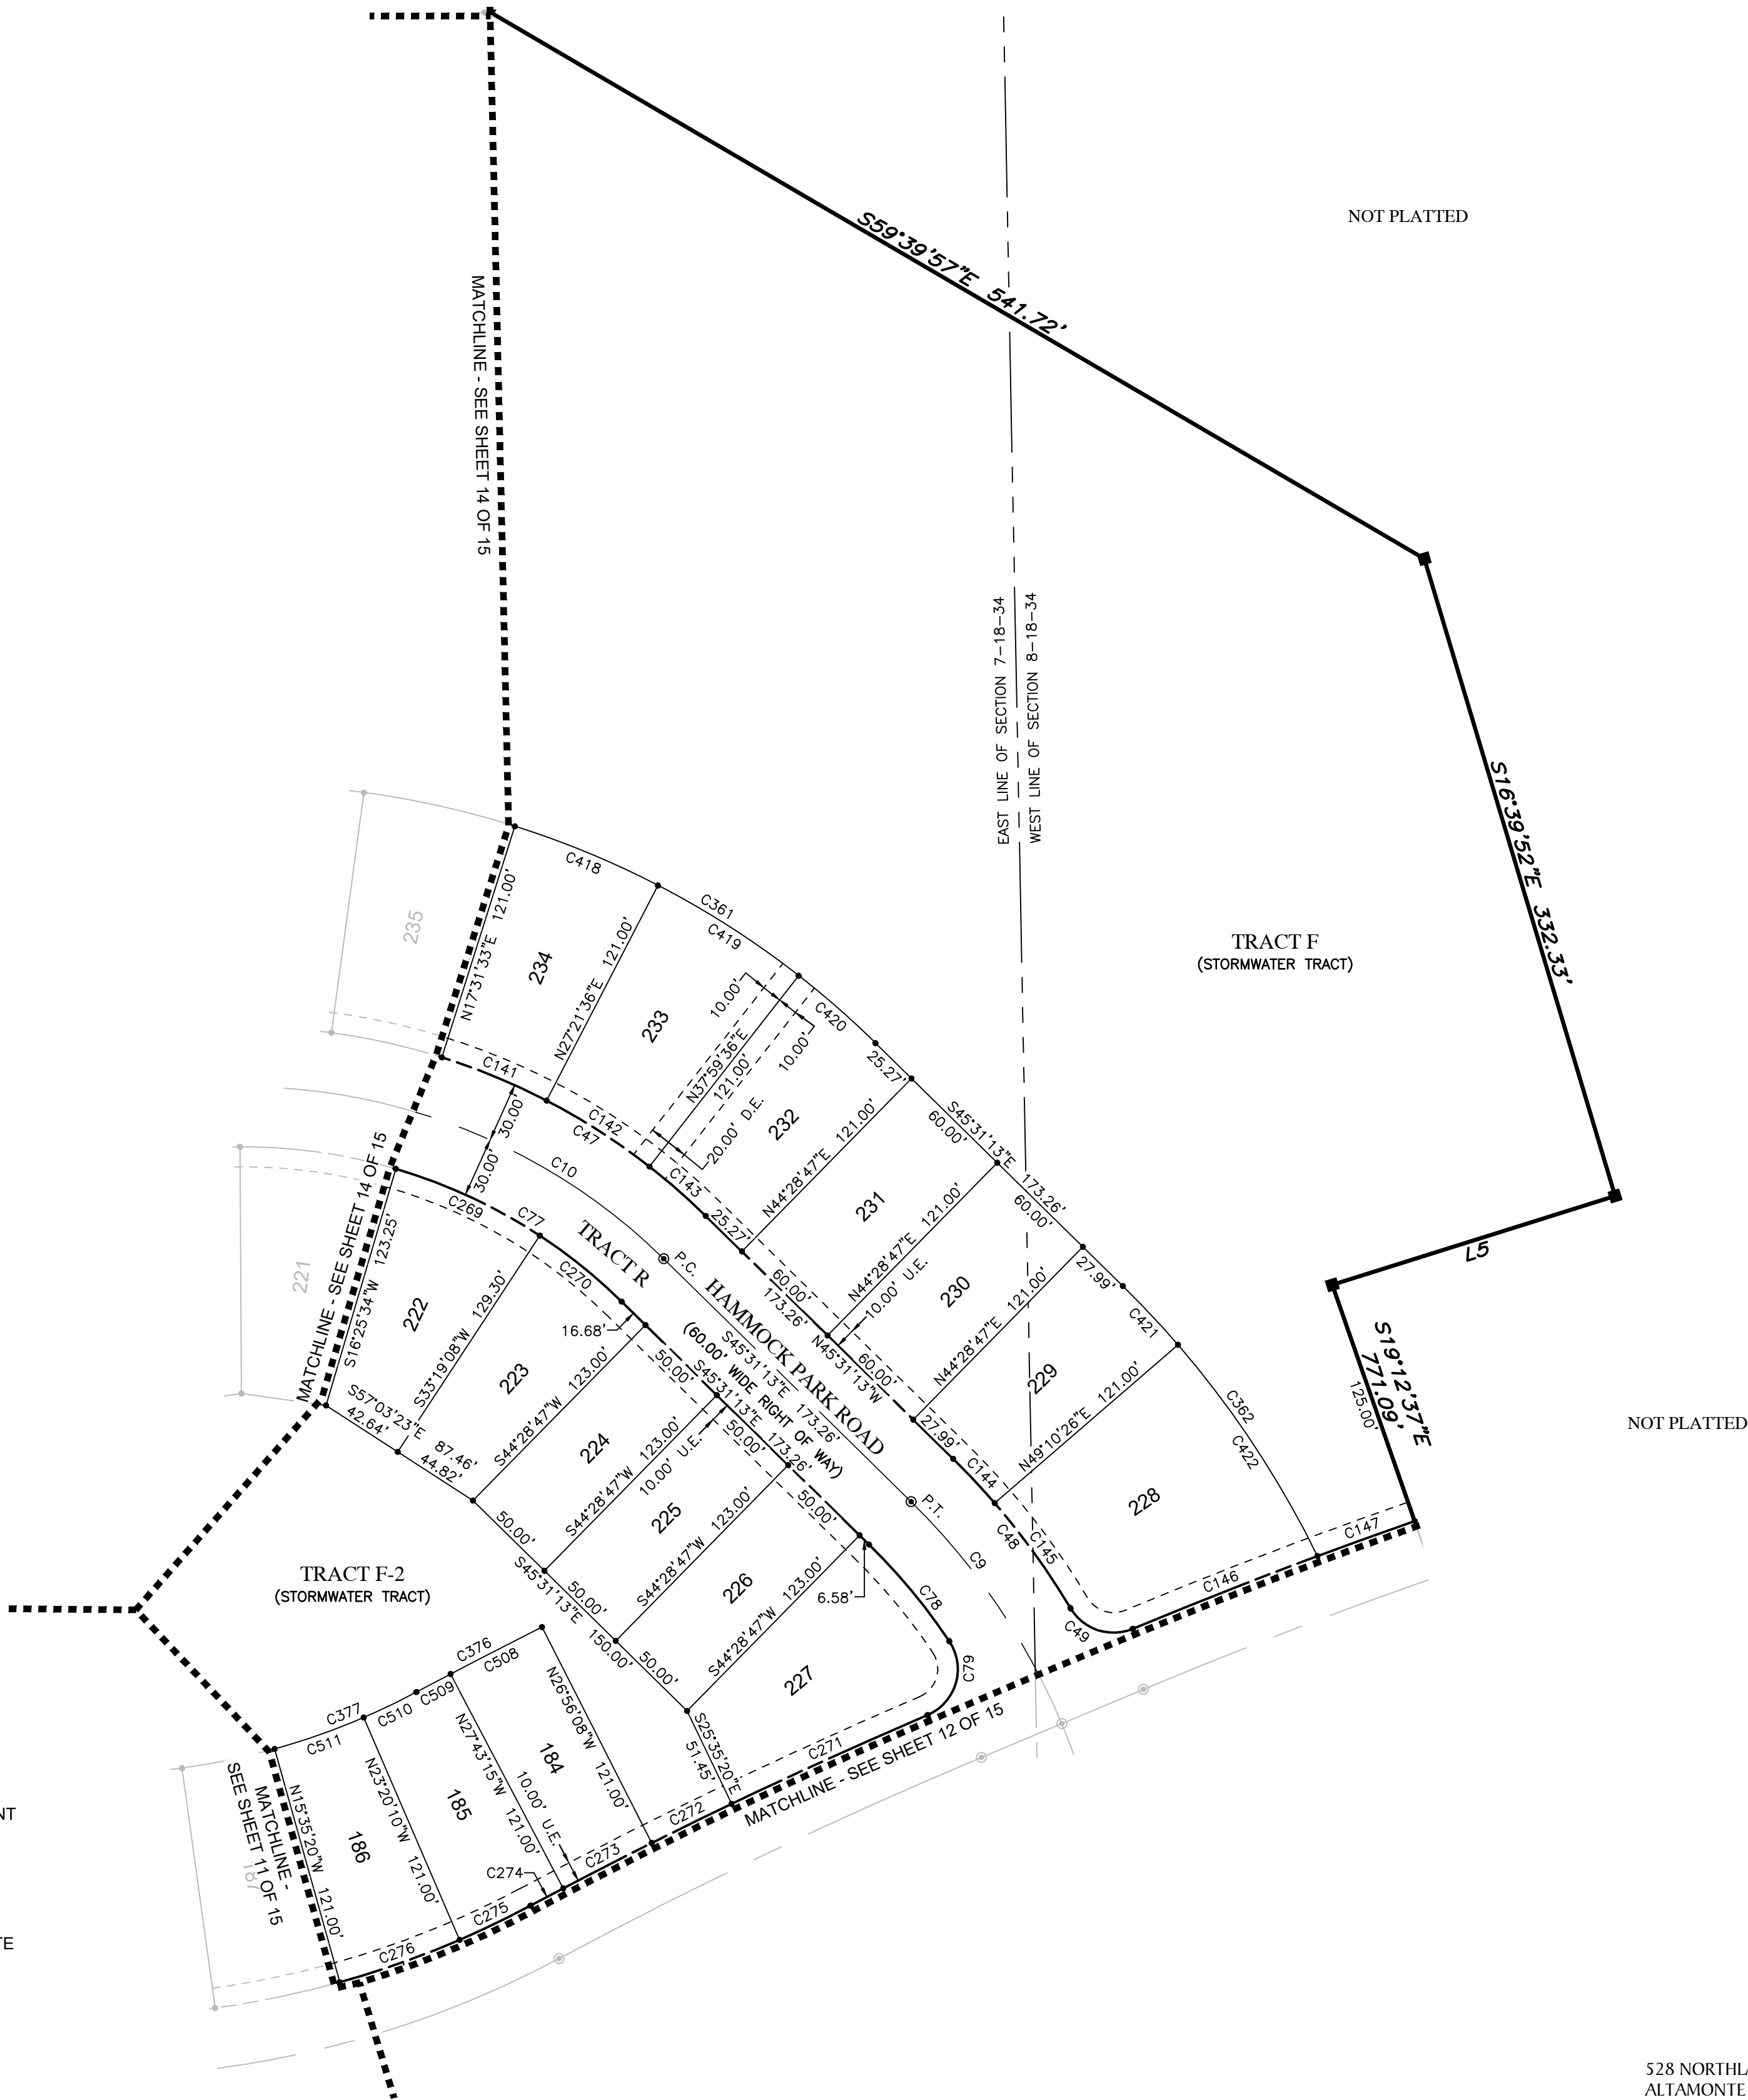 NOT PLATTED
S59°39'57"E 541.72'
MATCHLINE - SEE SHEET 14 OF 15
EAST LINE OF SECTION 7-18-34
WEST LINE OF SECTION 8-18-34
S16°39'52"E 332.33'
TRACT F
(STORMWATER TRACT)
C418
C361
C419
235
N17°31'33"E 121.00'
234
N27°21'36"E 121.00'
233
10.00'
N37°59'36"E
121.00'
10.00'
20.00' D.E.
C420
25.27'
232
N44°28'47"E 121.00'
S45°31'13"E
173.26'
60.00'
60.00'
231
N44°28'47"E 121.00'
10.00' U.E.
27.99'
230
N44°28'47"E 121.00'
C421
229
N49°10'26"E 121.00'
C362
C422
228
L5
S19°12'37"E
771.09'
125.00'
NOT PLATTED
C141
30.00'
30.00'
C142
C47
C143
25.27'
60.00'
173.26'
N45°31'13"W
60.00'
27.99'
C144
C48
C145
C49
C146
C147
C10
P.C.
TRACT R
HAMMOCK PARK ROAD
S45°31'13"E 173.26'
(60.00' WIDE RIGHT OF WAY)
P.T.
C9
MATCHLINE - SEE SHEET 14 OF 15
C269
C77
C270
16.68'
50.00'
S45°31'13"E 173.26'
50.00'
50.00'
6.58'
C78
C79
221
S16°25'34"W 123.25'
222
S33°19'08"W 129.30'
223
S44°28'47"W 123.00'
224
S44°28'47"W 123.00'
10.00' U.E.
225
S44°28'47"W 123.00'
226
S44°28'47"W 123.00'
227
S57°03'23"E
87.46'
42.64'
44.82'
50.00'
50.00'
50.00'
S45°31'13"E 150.00'
S25°35'20"E
51.45'
C271
MATCHLINE - SEE SHEET 12 OF 15
TRACT F-2
(STORMWATER TRACT)
C376
C508
C509
C377
C510
C511
N26°56'08"W 121.00'
184
10.00' U.E.
N27°43'15"W 121.00'
185
N23°20'10"W 121.00'
186
N15°35'20"W 121.00'
MATCHLINE -
SEE SHEET 11 OF 15
187
C272
C273
C274
C275
C276
NT
TE
528 NORTHL
ALTAMONTE